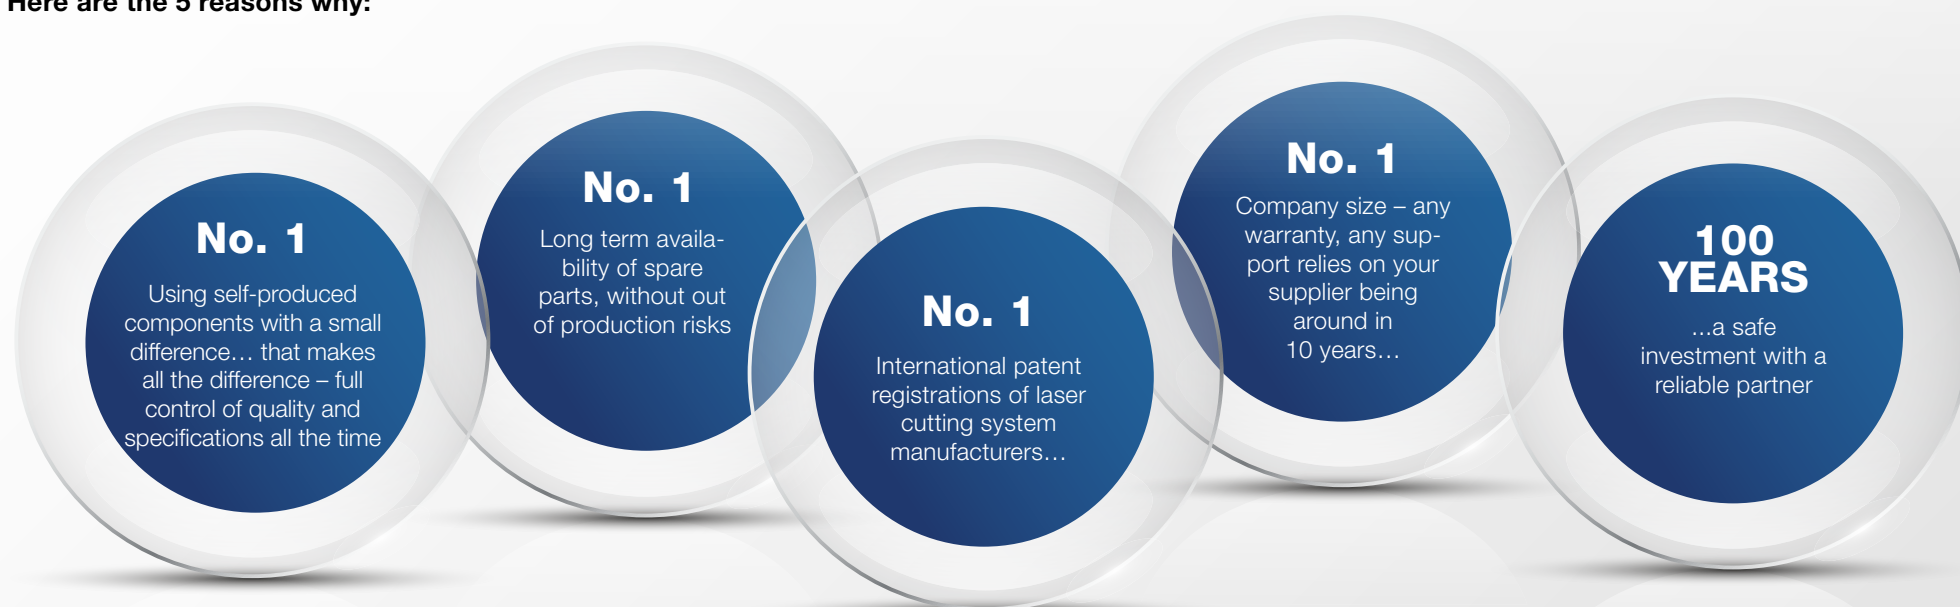 Here are the 5 reasons why:
No. 1
Using self-produced
components with a small
difference… that makes
all the difference – full
control of quality and
specifications all the time
No. 1
Long term availa-
bility of spare
parts, without out
of production risks
No. 1
International patent
registrations of laser
cutting system
manufacturers…
No. 1
Company size – any
warranty, any sup-
port relies on your
supplier being
around in
10 years…
100
YEARS
...a safe
investment with a
reliable partner